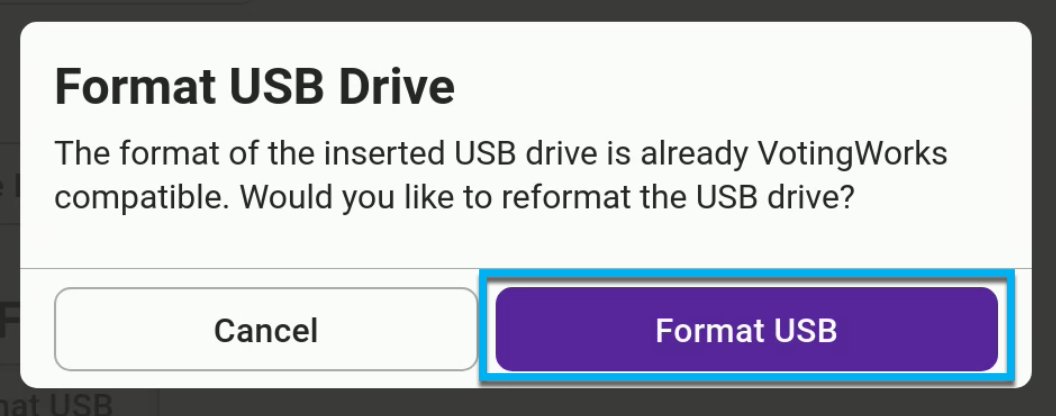 Format USB Drive
The format of the inserted USB drive is already VotingWorks
compatible. Would you like to reformat the USB drive?
Cancel
Format USB
USB